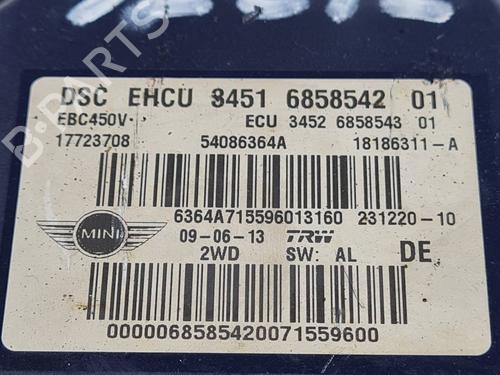 DSC EHCU 3451 6858542 01
EBC450V ECU 3452 6858543 01
17723708 54086364A 18186311-A
6364A715596013160 231220-10
MINI 09-06-13 TRW DE
2WD SW: AL
0000068585420071559600
B-PARTS